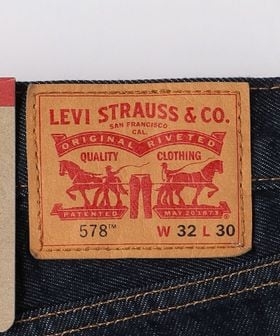 LEVI STRAUSS & CO.
SAN FRANCISCO
CAL.
ORIGINAL RIVETED
QUALITY CLOTHING
PATENTED MAY 20 1873
578™ W 32 L 30